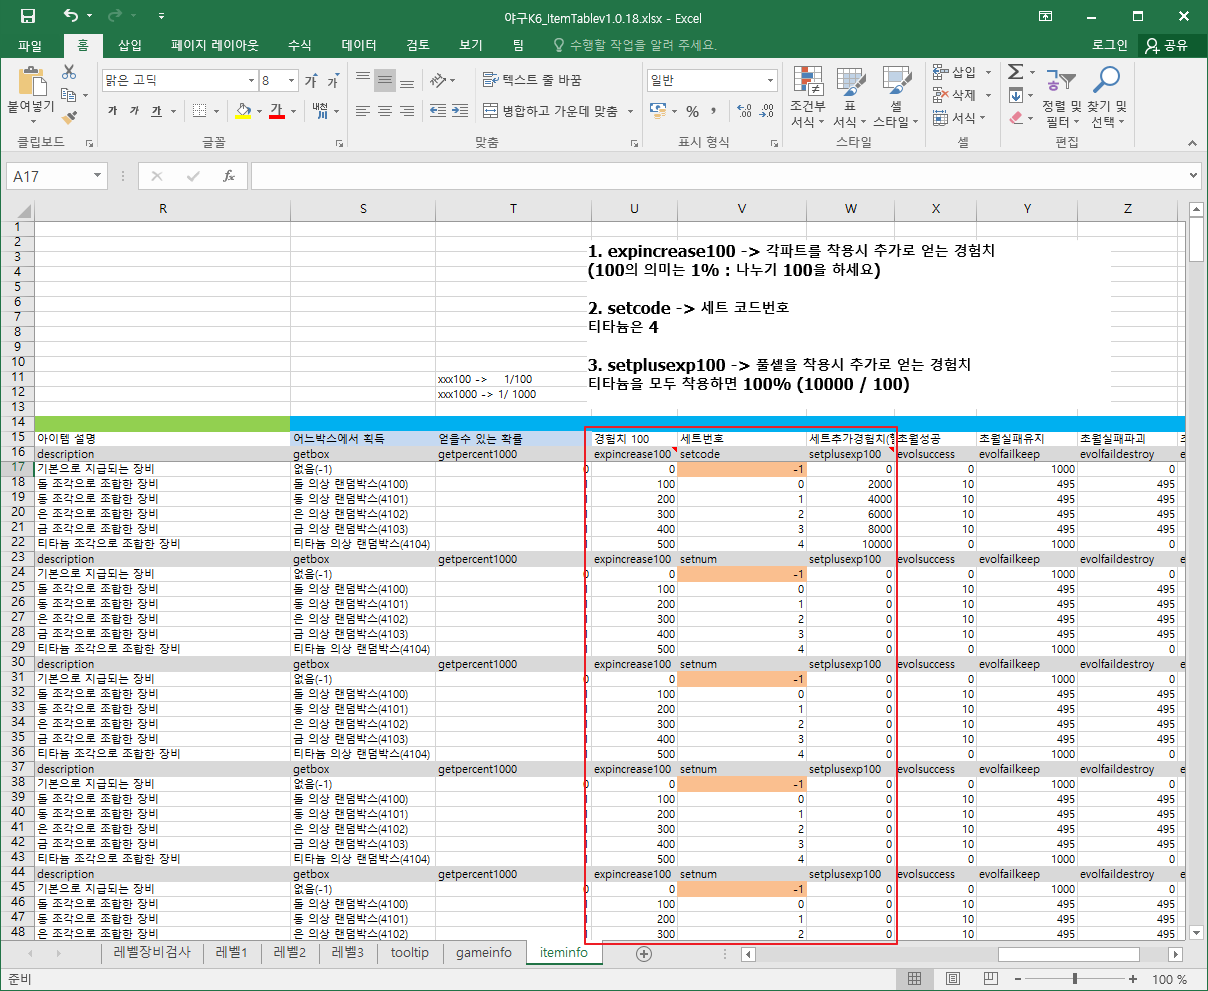 야구K6_ItemTablev1.0.18.xlsx - Excel
파일 홈 삽입 페이지 레이아웃 수식 데이터 검토 보기 팀 수행할 작업을 알려 주세요. 로그인 공유
붙여넣기 맑은 고딕 8 가 가 텍스트 줄 바꿈 일반 조건부 서식 표 서식 셀 스타일 삽입 삭제 서식 정렬 및 필터 찾기 및 선택
가 가 가 가 내천 병합하고 가운데 맞춤 % ,
클립보드 글꼴 맞춤 표시 형식 스타일 셀 편집
A17 fx
R S T U V W X Y Z
1
2
3
4
5
6
7
8
9
10
11 xxx100 -> 1/100
12 xxx1000 -> 1/ 1000
13
1. expincrease100 -> 각파트를 착용시 추가로 얻는 경험치
(100의 의미는 1% : 나누기 100을 하세요)
2. setcode -> 세트 코드번호
티타늄은 4
3. setplusexp100 -> 풀셑을 착용시 추가로 얻는 경험치
티타늄을 모두 착용하면 100% (10000 / 100)
14
15 아이템 설명 어느박스에서 획득 얻을수 있는 확률 경험치 100 세트번호 세트추가경험치( 초월성공 초월실패유지 초월실패파괴
16 description getbox getpercent1000 expincrease100 setcode setplusexp100 evolsuccess evolfailkeep evolfaildestroy e
17 기본으로 지급되는 장비 없음(-1) 0 0 -1 0 0 1000 0
18 돌 조각으로 조합한 장비 돌 의상 랜덤박스(4100) 100 0 2000 10 495 495
19 동 조각으로 조합한 장비 동 의상 랜덤박스(4101) 200 1 4000 10 495 495
20 은 조각으로 조합한 장비 은 의상 랜덤박스(4102) 300 2 6000 10 495 495
21 금 조각으로 조합한 장비 금 의상 랜덤박스(4103) 400 3 8000 10 495 495
22 티타늄 조각으로 조합한 장비 티타늄 의상 랜덤박스(4104) 500 4 10000 0 1000 0
23 description getbox getpercent1000 expincrease100 setnum setplusexp100 evolsuccess evolfailkeep evolfaildestroy e
24 기본으로 지급되는 장비 없음(-1) 0 0 -1 0 0 1000 0
25 돌 조각으로 조합한 장비 돌 의상 랜덤박스(4100) 100 0 0 10 495 495
26 동 조각으로 조합한 장비 동 의상 랜덤박스(4101) 200 1 0 10 495 495
27 은 조각으로 조합한 장비 은 의상 랜덤박스(4102) 300 2 0 10 495 495
28 금 조각으로 조합한 장비 금 의상 랜덤박스(4103) 400 3 0 10 495 495
29 티타늄 조각으로 조합한 장비 티타늄 의상 랜덤박스(4104) 500 4 0 0 1000 0
30 description getbox getpercent1000 expincrease100 setnum setplusexp100 evolsuccess evolfailkeep evolfaildestroy e
31 기본으로 지급되는 장비 없음(-1) 0 0 -1 0 0 1000 0
32 돌 조각으로 조합한 장비 돌 의상 랜덤박스(4100) 100 0 0 10 495 495
33 동 조각으로 조합한 장비 동 의상 랜덤박스(4101) 200 1 0 10 495 495
34 은 조각으로 조합한 장비 은 의상 랜덤박스(4102) 300 2 0 10 495 495
35 금 조각으로 조합한 장비 금 의상 랜덤박스(4103) 400 3 0 10 495 495
36 티타늄 조각으로 조합한 장비 티타늄 의상 랜덤박스(4104) 500 4 0 0 1000 0
37 description getbox getpercent1000 expincrease100 setnum setplusexp100 evolsuccess evolfailkeep evolfaildestroy e
38 기본으로 지급되는 장비 없음(-1) 0 0 -1 0 0 1000 0
39 돌 조각으로 조합한 장비 돌 의상 랜덤박스(4100) 100 0 0 10 495 495
40 동 조각으로 조합한 장비 동 의상 랜덤박스(4101) 200 1 0 10 495 495
41 은 조각으로 조합한 장비 은 의상 랜덤박스(4102) 300 2 0 10 495 495
42 금 조각으로 조합한 장비 금 의상 랜덤박스(4103) 400 3 0 10 495 495
43 티타늄 조각으로 조합한 장비 티타늄 의상 랜덤박스(4104) 500 4 0 0 1000 0
44 description getbox getpercent1000 expincrease100 setnum setplusexp100 evolsuccess evolfailkeep evolfaildestroy e
45 기본으로 지급되는 장비 없음(-1) 0 0 -1 0 0 1000 0
46 돌 조각으로 조합한 장비 돌 의상 랜덤박스(4100) 100 0 0 10 495 495
47 동 조각으로 조합한 장비 동 의상 랜덤박스(4101) 200 1 0 10 495 495
48 은 조각으로 조합한 장비 은 의상 랜덤박스(4102) 300 2 0 10 495 495
레벨장비검사 레벨1 레벨2 레벨3 tooltip gameinfo iteminfo
준비 100 %